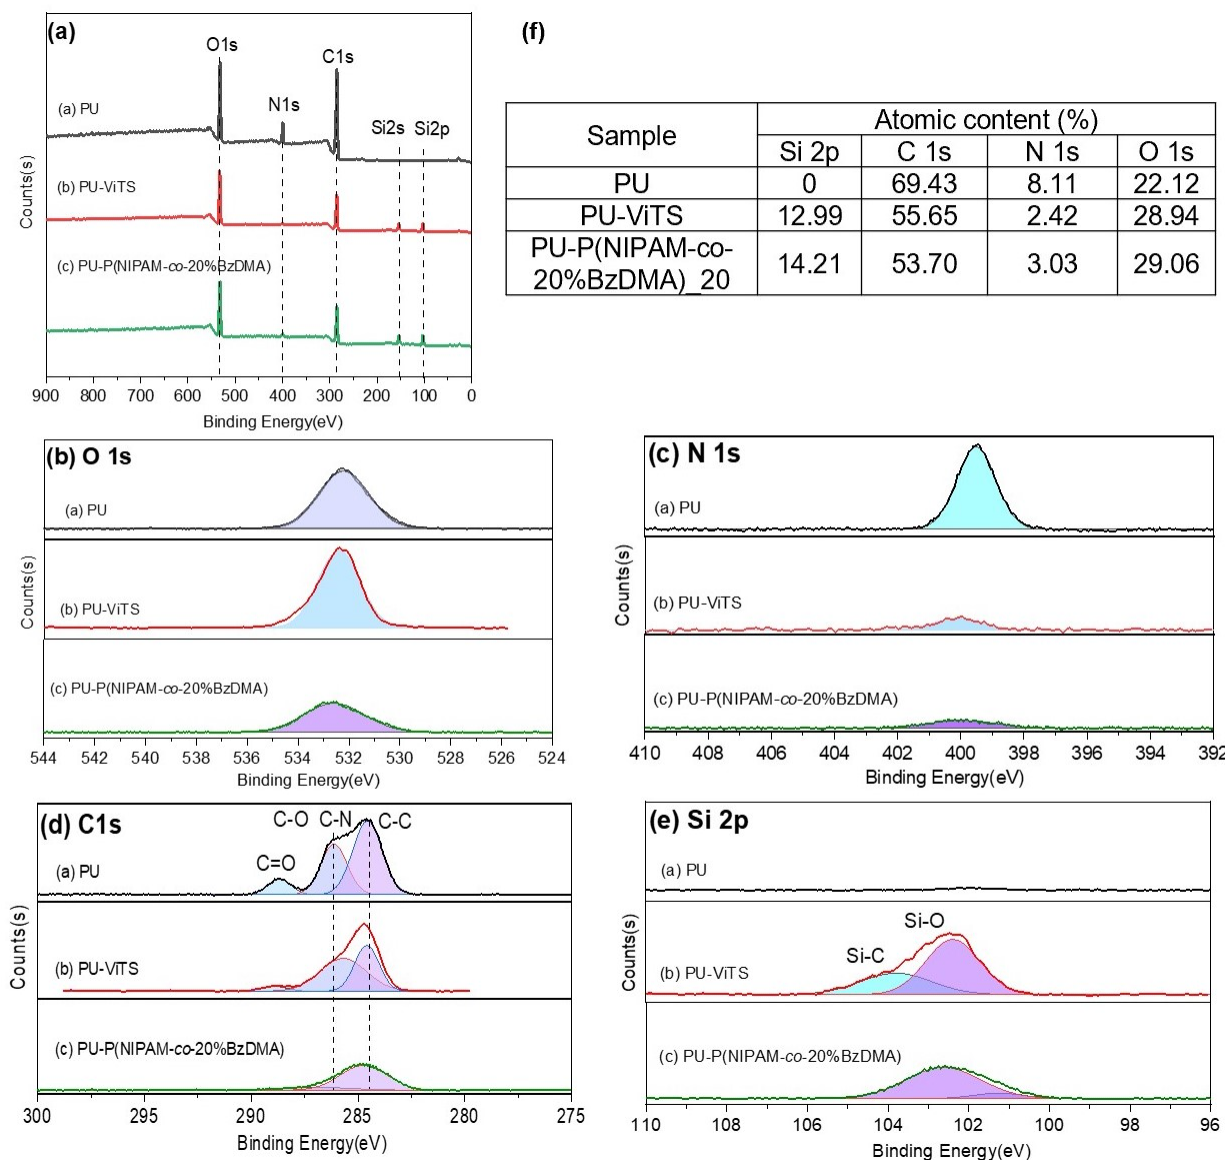 (a)
O1s
C1s
N1s
Si2s
Si2p
(a) PU
(b) PU-ViTS
(c) PU-P(NIPAM-co-20%BzDMA)
Counts(s)
900 800 700 600 500 400 300 200 100 0
Binding Energy(eV)
(f)
Sample
Atomic content (%)
Si 2p C 1s N 1s O 1s
PU 0 69.43 8.11 22.12
PU-ViTS 12.99 55.65 2.42 28.94
PU-P(NIPAM-co-
20%BzDMA)_20 14.21 53.70 3.03 29.06
(b) O 1s
(a) PU
(b) PU-ViTS
(c) PU-P(NIPAM-co-20%BzDMA)
Counts(s)
544 542 540 538 536 534 532 530 528 526 524
Binding Energy(eV)
(c) N 1s
(a) PU
(b) PU-ViTS
(c) PU-P(NIPAM-co-20%BzDMA)
Counts(s)
410 408 406 404 402 400 398 396 394 392
Binding Energy(eV)
(d) C1s
C-O C-N C-C
C=O
(a) PU
(b) PU-ViTS
(c) PU-P(NIPAM-co-20%BzDMA)
Counts(s)
300 295 290 285 280 275
Binding Energy(eV)
(e) Si 2p
(a) PU
Si-O
Si-C
(b) PU-ViTS
(c) PU-P(NIPAM-co-20%BzDMA)
Counts(s)
110 108 106 104 102 100 98 96
Binding Energy(eV)